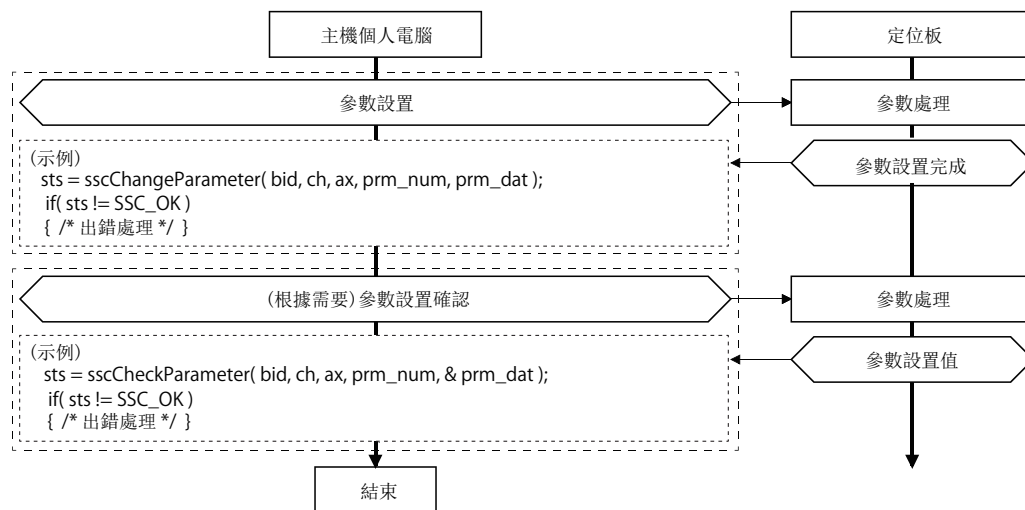 主機個人電腦
定位板
參數設置
參數處理
(示例)
sts = sscChangeParameter( bid, ch, ax, prm_num, prm_dat );
if( sts != SSC_OK )
{ /* 出錯處理 */ }
參數設置完成
(根據需要) 參數設置確認
參數處理
(示例)
sts = sscCheckParameter( bid, ch, ax, prm_num, & prm_dat );
if( sts != SSC_OK )
{ /* 出錯處理 */ }
參數設置值
結束